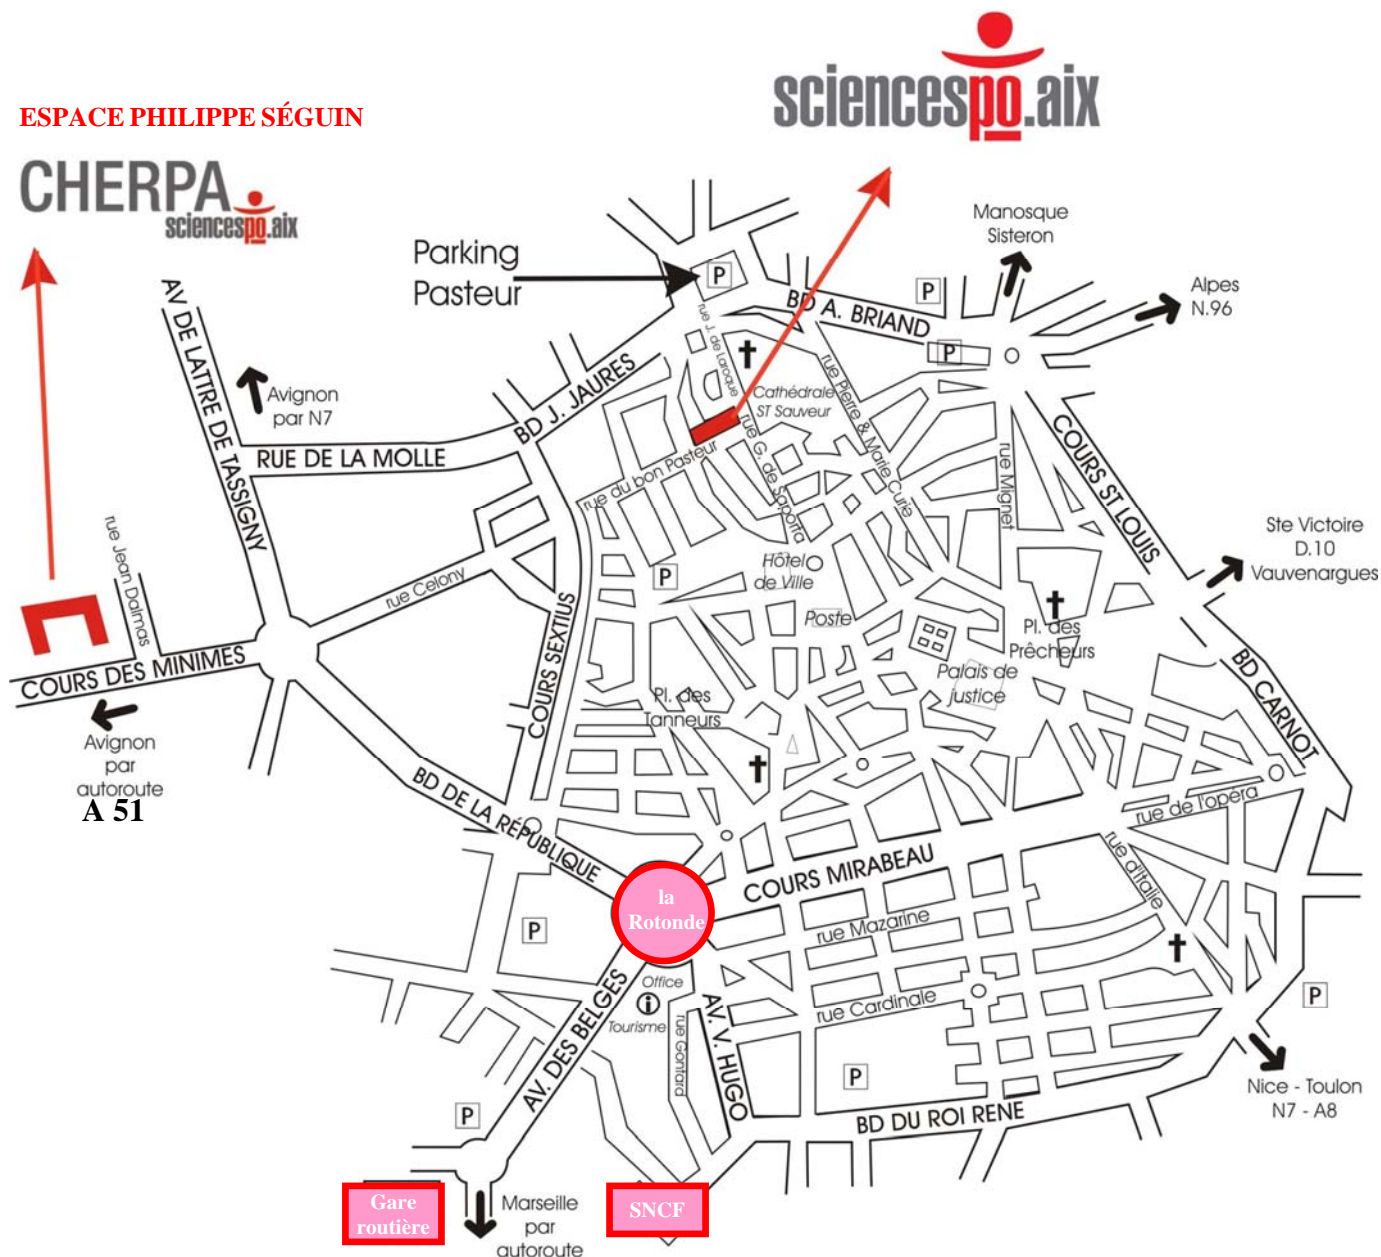 sciencespo.aix
ESPACE PHILIPPE SÉGUIN
CHERPA
sciencespo.aix
Manosque
Sisteron
Parking
Pasteur
P
Alpes
N.96
P
BD A. BRIAND
P
AV DE LATTRE DE TASSIGNY
rue J. de Laroque
rue Pierre & Marie Curie
Avignon
par N7
BD J. JAURES
Cathédrale
ST Sauveur
RUE DE LA MOLLE
rue du bon Pasteur
rue G. de Saporta
rue Mignet
COURS ST LOUIS
rue Jean Dalmas
Ste Victoire
D.10
Vauvenargues
rue Celony
P
Hôtel
de Ville
Poste
Pl. des
Prêcheurs
COURS DES MINIMES
COURS SEXTIUS
Palais de
justice
BD CARNOT
Pl. des
Tanneurs
Avignon
par
autoroute
A 51
BD DE LA RÉPUBLIQUE
rue de l'opéra
rue d'Italie
COURS MIRABEAU
la
Rotonde
P
rue Mazarine
Office
Tourisme
AV. DES BELGES
rue Gontard
AV. V. HUGO
rue Cardinale
P
P
P
BD DU ROI RENE
Nice - Toulon
N7 - A8
Gare
routière
Marseille
par
autoroute
SNCF